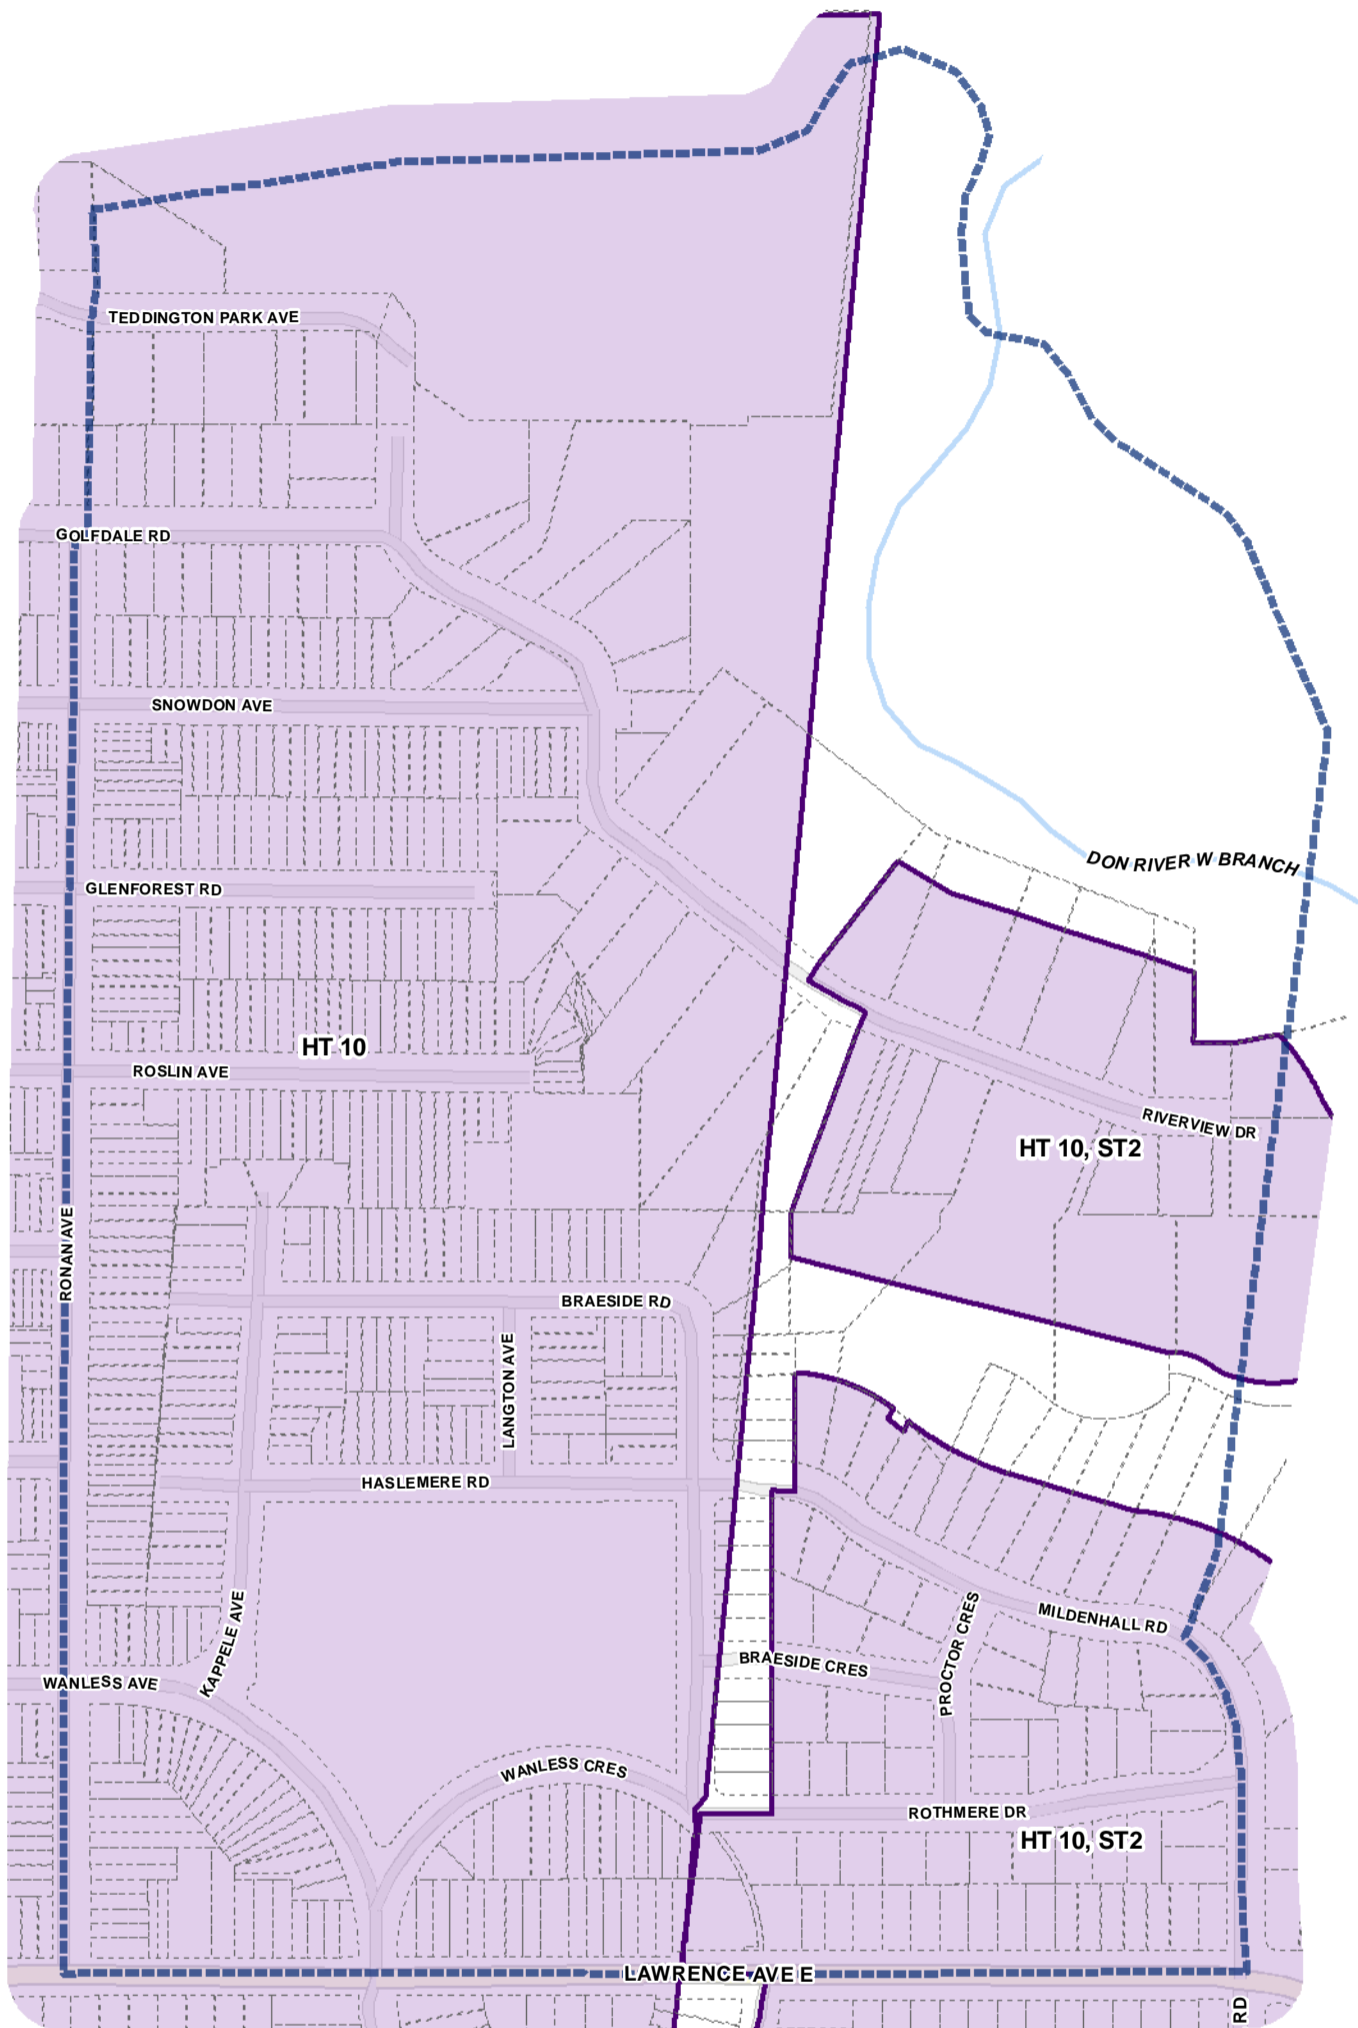 TEDDINGTON PARK AVE
GOLFDALE RD
SNOWDON AVE
DON RIVER W BRANCH
GLENFOREST RD
HT 10
ROSLIN AVE
RIVERVIEW DR
HT 10, ST2
RONAN AVE
BRAESIDE RD
LANGTON AVE
HASLEMERE RD
KAPPELE AVE
MILDENHALL RD
PROCTOR CRES
BRAESIDE CRES
WANLESS AVE
WANLESS CRES
ROTHMERE DR
HT 10, ST2
LAWRENCE AVE E
RD